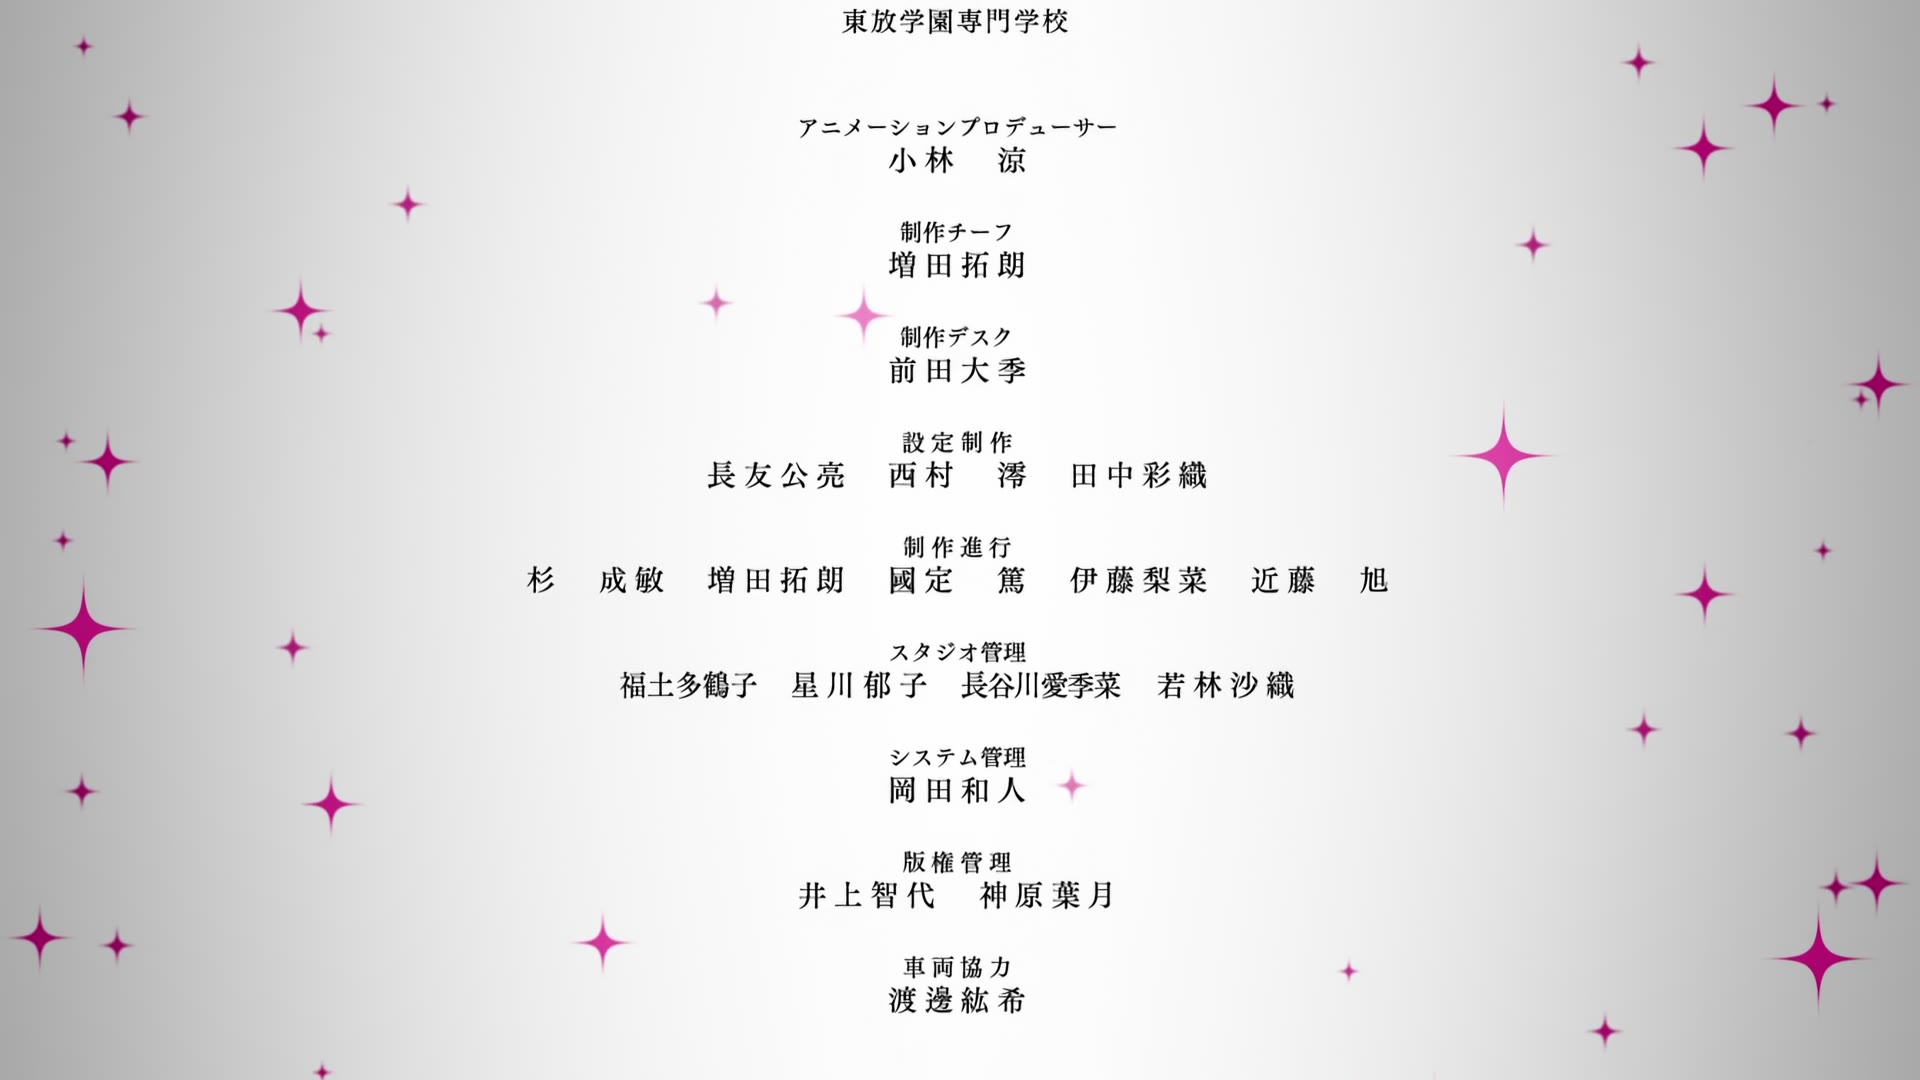 東放学園専門学校
アニメーションプロデューサー
小林　涼
制作チーフ
増田拓朗
制作デスク
前田大季
設定制作
長友公亮　西村　澪　田中彩織
制作進行
杉　成敏　増田拓朗　國定　篤　伊藤梨菜　近藤　旭
スタジオ管理
福士多鶴子　星川郁子　長谷川愛季菜　若林沙織
システム管理
岡田和人
版権管理
井上智代　神原葉月
車両協力
渡邊紘希